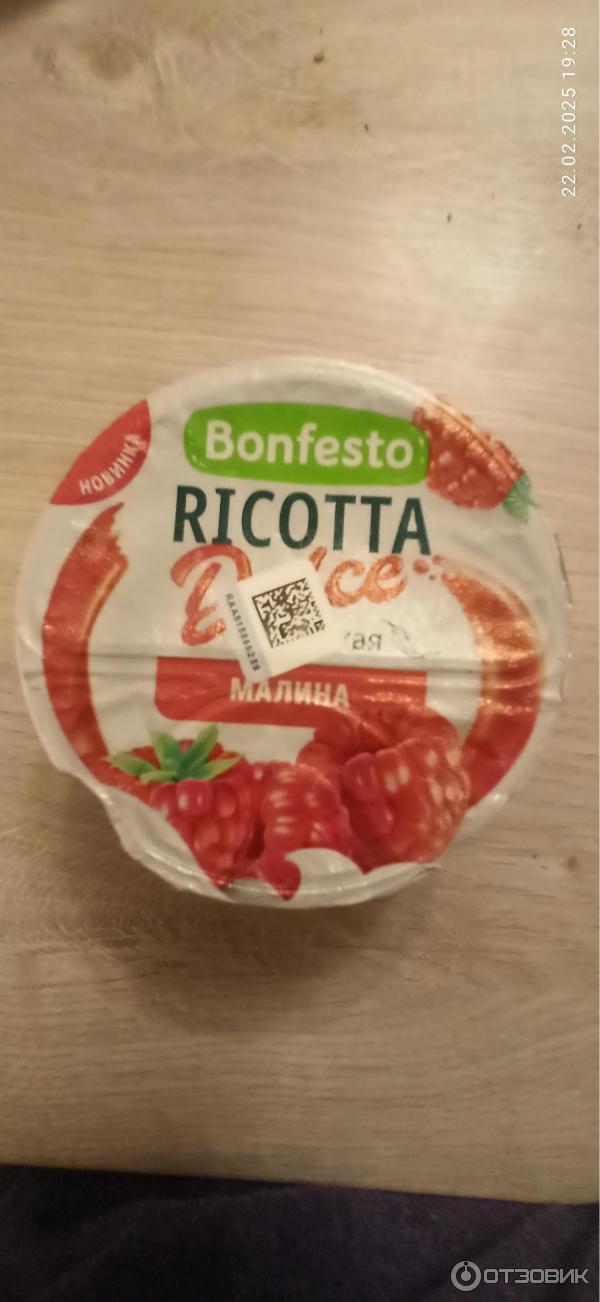 22.02.2025 19:28
НОВИНКА
Bonfesto
RICOTTA
МАЛИНА
ОТЗОВИК